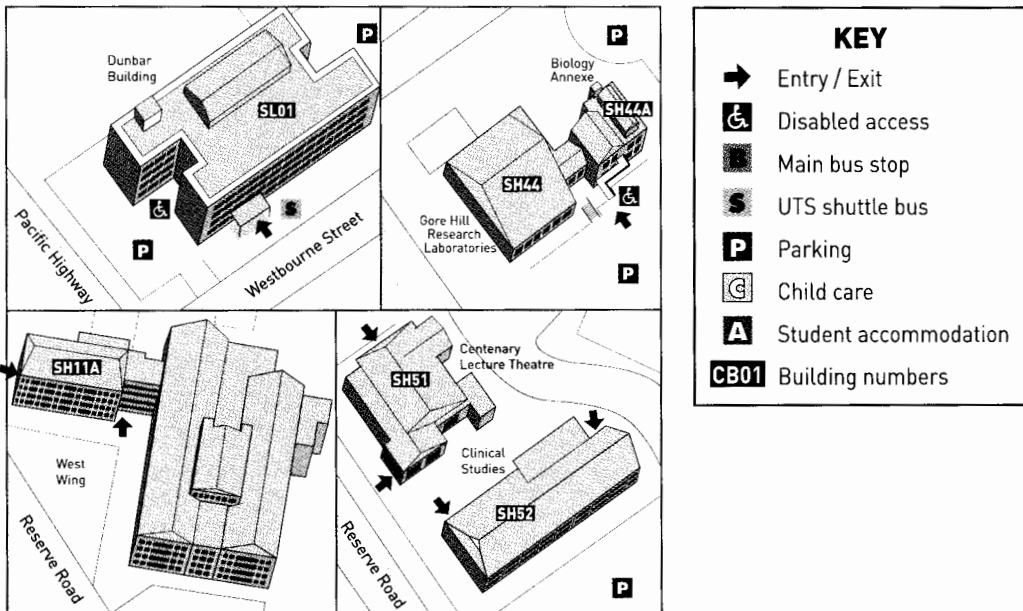 P
Dunbar
Building
SL01
S
P
Pacific Highway
Westbourne Street
P
Biology
Annexe
SH44A
SH44
Gore Hill
Research
Laboratories
P
SH11A
West
Wing
Reserve Road
Centenary
Lecture Theatre
SH51
Clinical
Studies
SH52
Reserve Road
P
KEY
Entry / Exit
Disabled access
B Main bus stop
S UTS shuttle bus
P Parking
C Child care
A Student accommodation
CB01 Building numbers